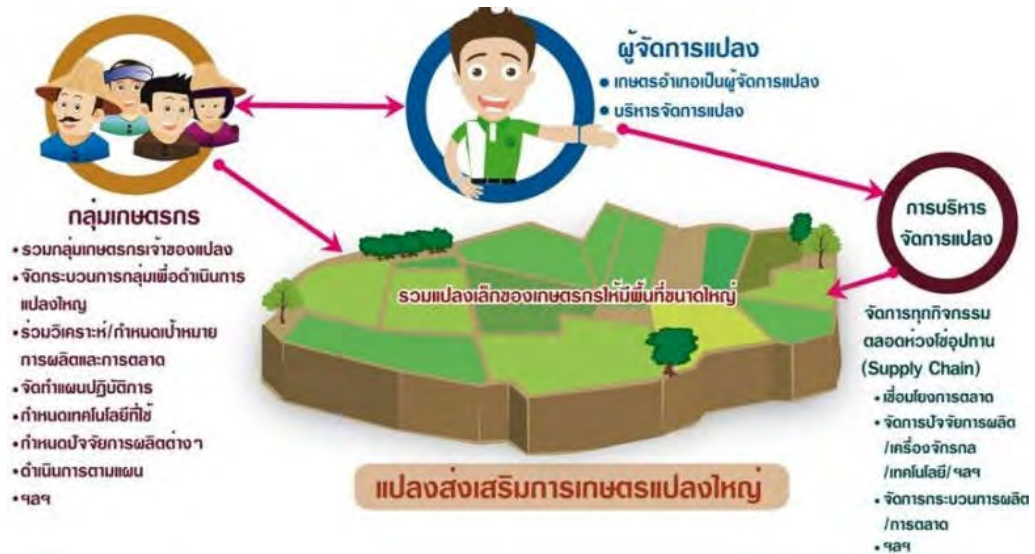 ผู้จัดการแปลง
• เกษตรอำเภอเป็นผู้จัดการแปลง
• บริหารจัดการแปลง
กลุ่มเกษตรกร
• รวมกลุ่มเกษตรกรเจ้าของแปลง
• จัดกระบวนการกลุ่มเพื่อดำเนินการ
แปลงใหญ่
• ร่วมวิเคราะห์/กำหนดเป้าหมาย
การผลิตและการตลาด
• จัดทำแผนปฏิบัติการ
• กำหนดเทคโนโลยีที่ใช้
• กำหนดปัจจัยการผลิตต่างๆ
• ดำเนินการตามแผน
• ฯลฯ
รวมแปลงเล็กของเกษตรกรให้มีพื้นที่ขนาดใหญ่
แปลงส่งเสริมการเกษตรแปลงใหญ่
การบริหาร
จัดการแปลง
จัดการทุกกิจกรรม
ตลอดห่วงโซ่อุปทาน
(Supply Chain)
• เชื่อมโยงการตลาด
• จัดการปัจจัยการผลิต
/เครื่องจักรกล
/เทคโนโลยี/ฯลฯ
• จัดการกระบวนการผลิต
/การตลาด
• ฯลฯ